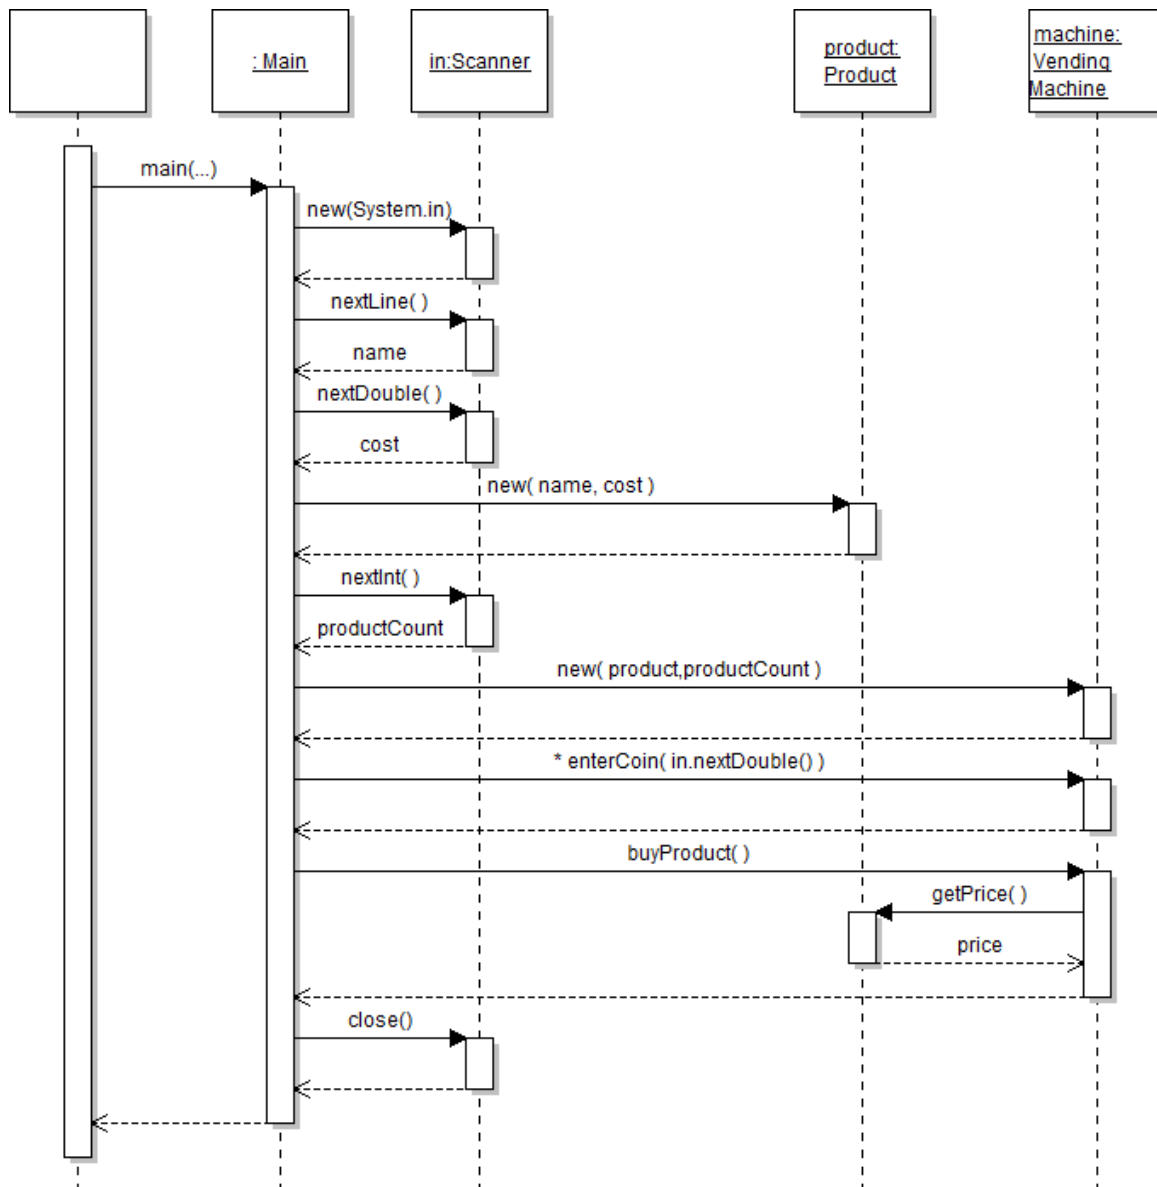 : Main
in:Scanner
product:
Product
machine:
Vending
Machine
main(...)
new(System.in)
nextLine( )
name
nextDouble( )
cost
new( name, cost )
nextInt( )
productCount
new( product,productCount )
* enterCoin( in.nextDouble() )
buyProduct( )
getPrice( )
price
close()